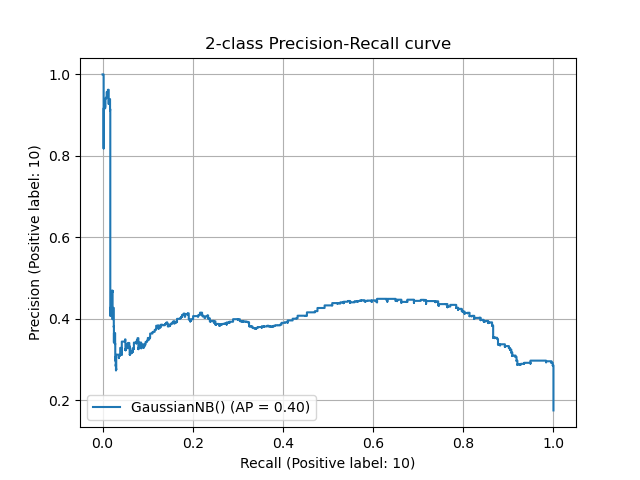 2-class Precision-Recall curve
1.0
0.8
0.6
0.4
0.2
Precision (Positive label: 10)
GaussianNB() (AP = 0.40)
0.0 0.2 0.4 0.6 0.8 1.0
Recall (Positive label: 10)